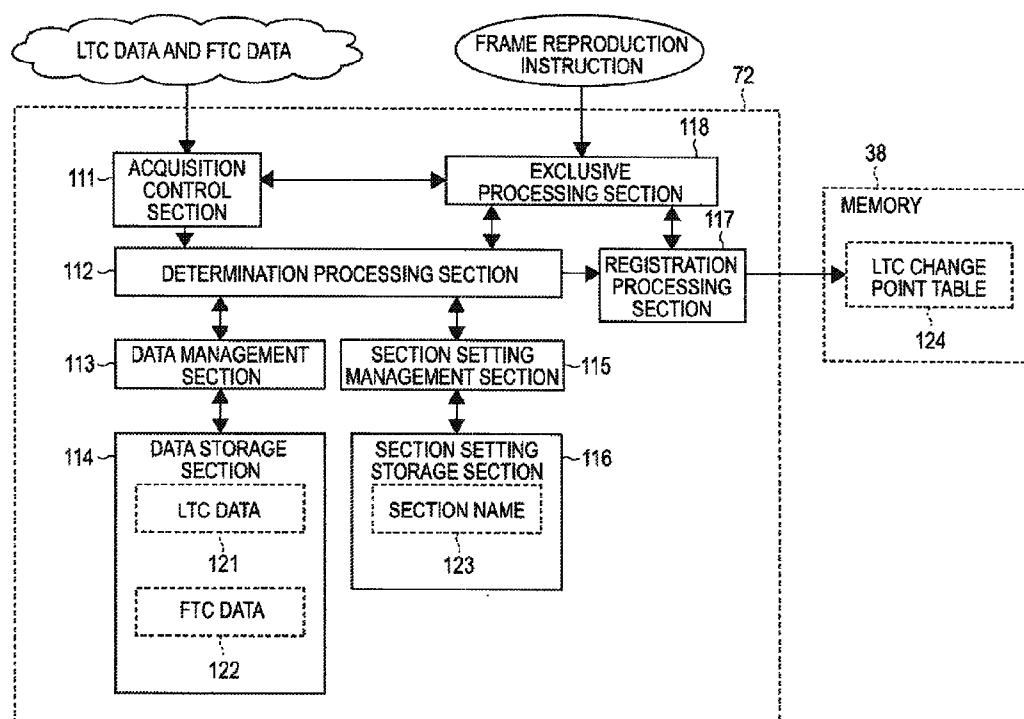 LTC DATA AND FTC DATA
FRAME REPRODUCTION
INSTRUCTION
72
118
111
ACQUISITION
CONTROL
SECTION
EXCLUSIVE
PROCESSING SECTION
38
MEMORY
117
112
DETERMINATION PROCESSING SECTION
REGISTRATION
PROCESSING
SECTION
LTC CHANGE
POINT TABLE
124
113
DATA MANAGEMENT
SECTION
SECTION SETTING
MANAGEMENT SECTION
115
114
DATA STORAGE
SECTION
SECTION SETTING
STORAGE SECTION
116
LTC DATA
SECTION NAME
121
123
FTC DATA
122